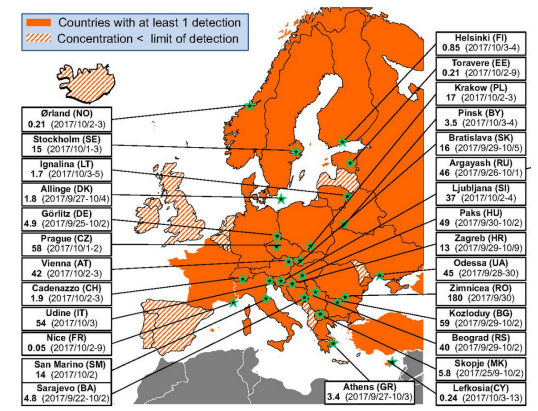 Countries with at least 1 detection
Concentration < limit of detection
Ørland (NO)
0.21 (2017/10/2-3)
Stockholm (SE)
15 (2017/10/1-3)
Ignalina (LT)
1.7 (2017/10/3-5)
Allinge (DK)
1.8 (2017/9/27-10/4)
Görlitz (DE)
4.9 (2017/9/25-10/2)
Prague (CZ)
58 (2017/10/1-2)
Vienna (AT)
42 (2017/10/2-3)
Cadenazzo (CH)
1.9 (2017/10/2-3)
Udine (IT)
54 (2017/10/3)
Nice (FR)
0.05 (2017/10/2-9)
San Marino (SM)
14 (2017/10/2)
Sarajevo (BA)
4.8 (2017/9/22-10/2)
Helsinki (FI)
0.85 (2017/10/3-4)
Toravere (EE)
0.21 (2017/10/2-9)
Krakow (PL)
17 (2017/10/2-3)
Pinsk (BY)
3.5 (2017/10/3-4)
Bratislava (SK)
16 (2017/9/29-10/5)
Argayash (RU)
46 (2017/9/26-10/1)
Ljubljana (SI)
37 (2017/10/2-4)
Paks (HU)
49 (2017/9/30-10/2)
Zagreb (HR)
13 (2017/9/29-10/9)
Odessa (UA)
45 (2017/9/28-30)
Zimnicea (RO)
180 (2017/9/30)
Kozloduy (BG)
59 (2017/9/29-10/2)
Beograd (RS)
40 (2017/9/29-10/2)
Skopje (MK)
5.8 (2017/25/9-10/2)
Athens (GR)
3.4 (2017/9/27-10/3)
Lefkosia(CY)
0.24 (2017/10/3-13)